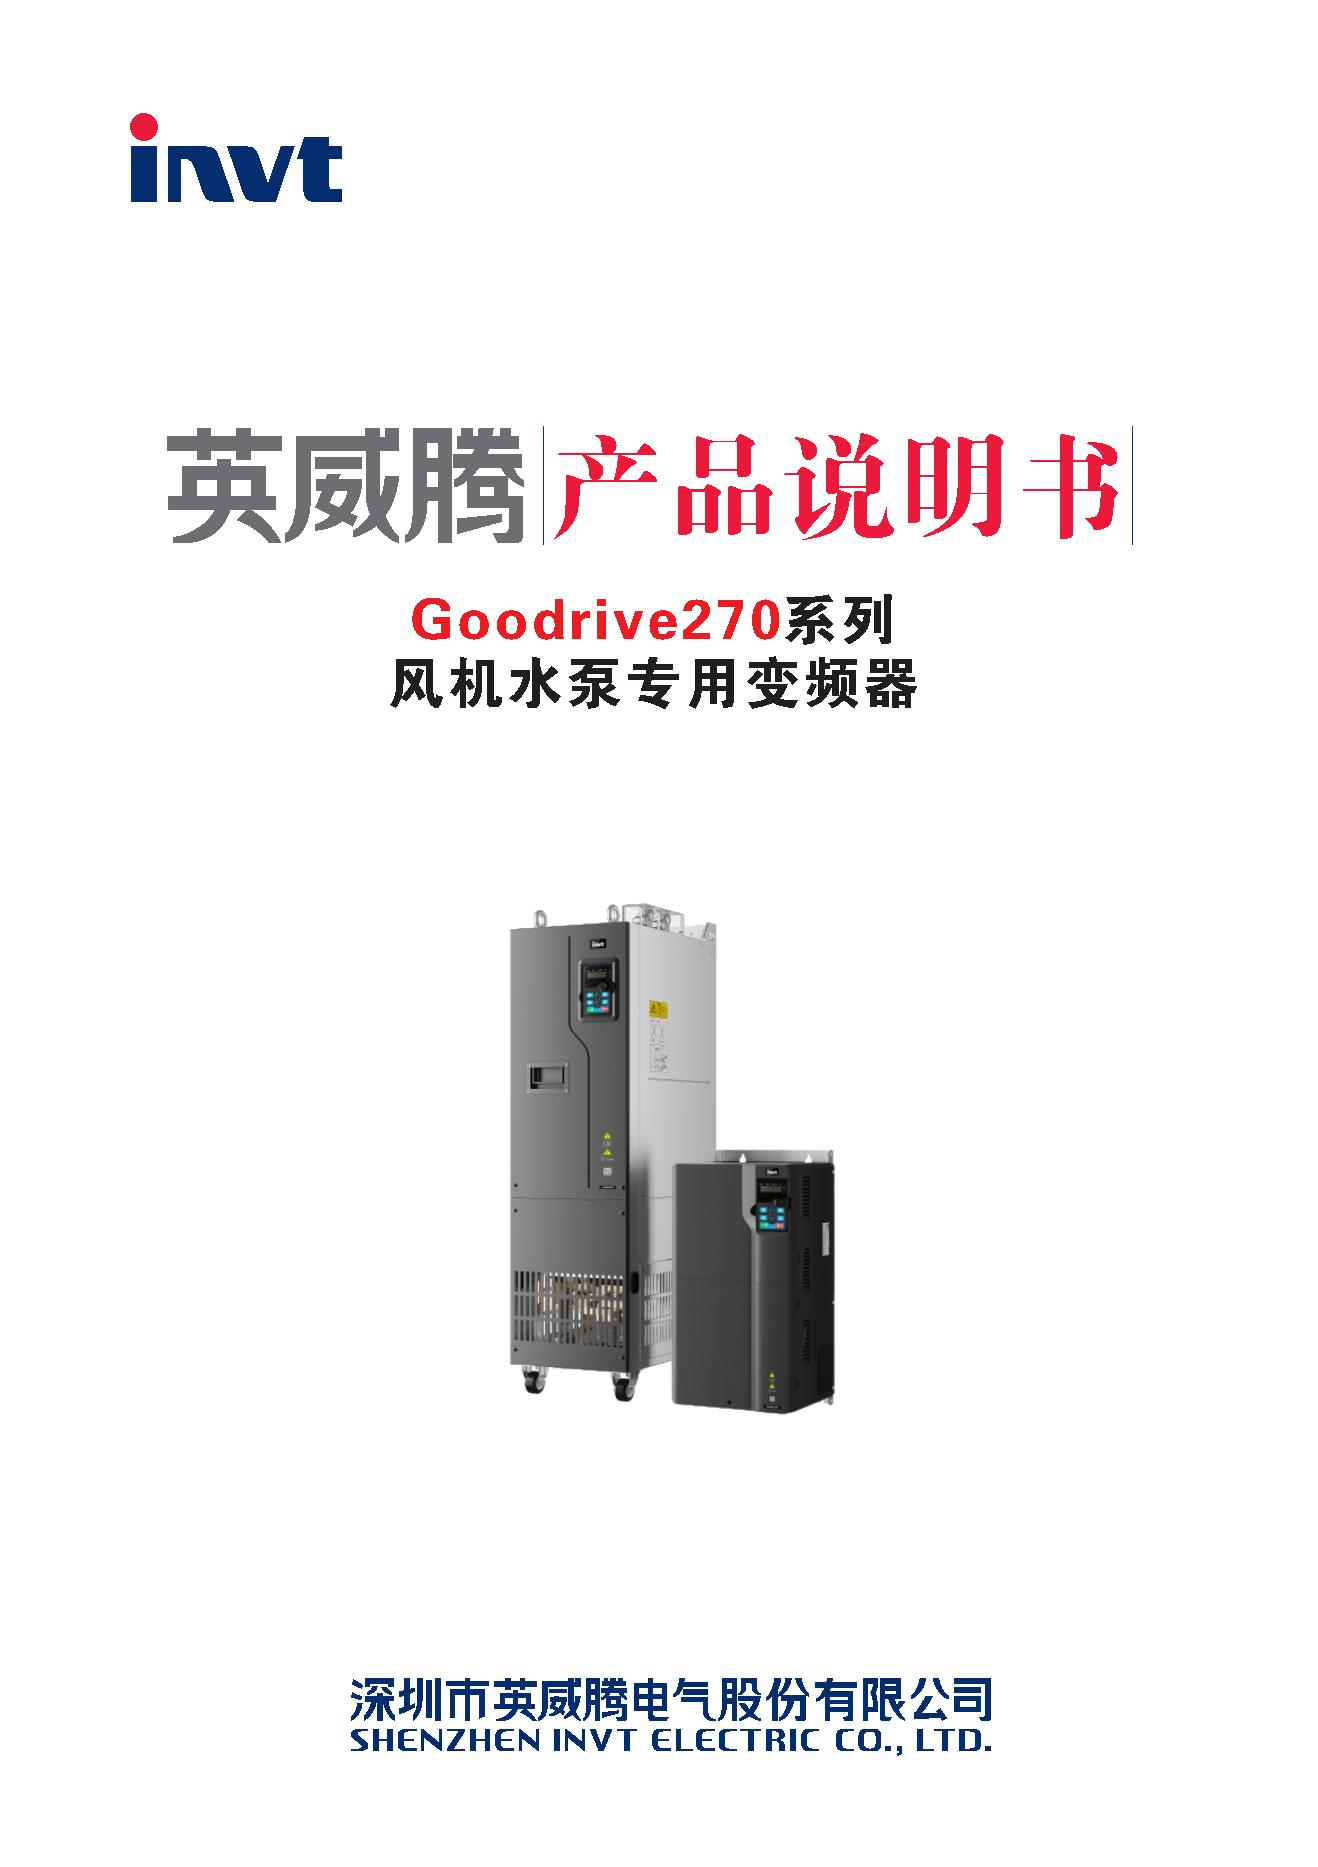 invt
英威腾 产品说明书
Goodrive270系列
风机水泵专用变频器
invt
invt
深圳市英威腾电气股份有限公司
SHENZHEN INVT ELECTRIC CO., LTD.